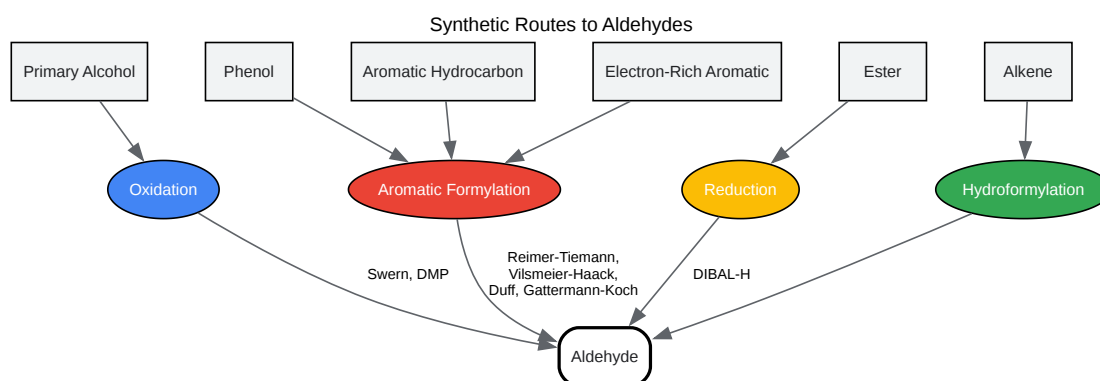 Synthetic Routes to Aldehydes
Primary Alcohol
Phenol
Aromatic Hydrocarbon
Electron-Rich Aromatic
Ester
Alkene
Oxidation
Aromatic Formylation
Reduction
Hydroformylation
Swern, DMP
Reimer-Tiemann,
Vilsmeier-Haack,
Duff, Gattermann-Koch
DIBAL-H
Aldehyde